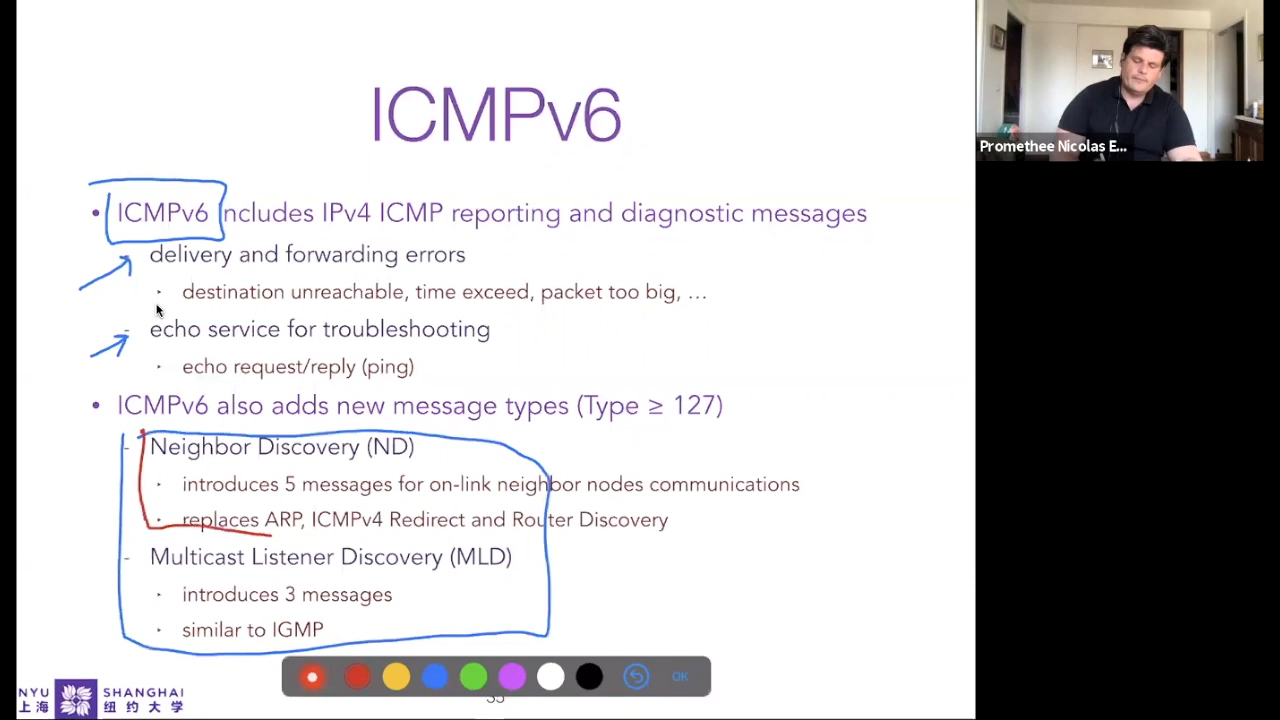 ICMPv6
Promethee Nicolas E...
• ICMPv6 includes IPv4 ICMP reporting and diagnostic messages
- delivery and forwarding errors
‣ destination unreachable, time exceed, packet too big, …
- echo service for troubleshooting
‣ echo request/reply (ping)
• ICMPv6 also adds new message types (Type ≥ 127)
- Neighbor Discovery (ND)
‣ introduces 5 messages for on-link neighbor nodes communications
‣ replaces ARP, ICMPv4 Redirect and Router Discovery
- Multicast Listener Discovery (MLD)
‣ introduces 3 messages
‣ similar to IGMP
OK
NYU SHANGHAI
上海 纽约大学